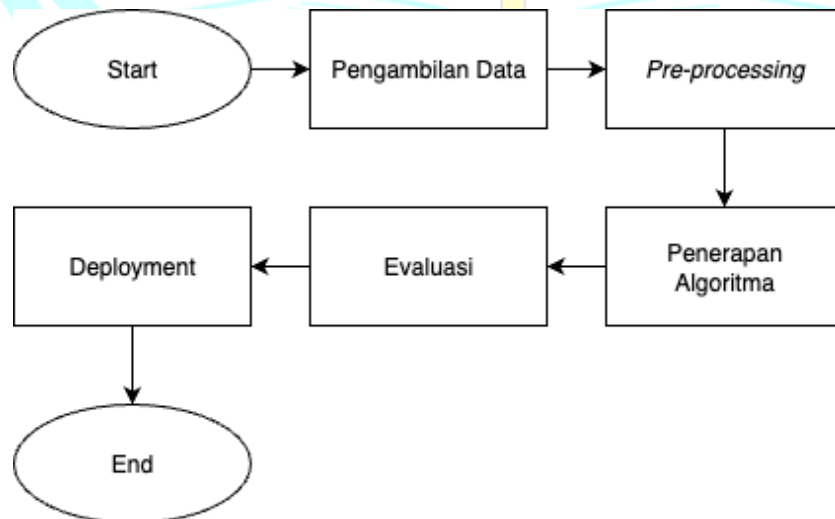 Start
Pengambilan Data
Pre-processing
Penerapan
Algoritma
Evaluasi
Deployment
End